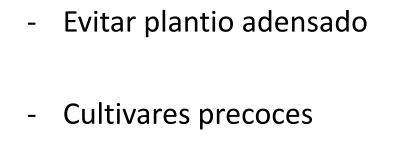 - Evitar plantio adensado
- Cultivares precoces